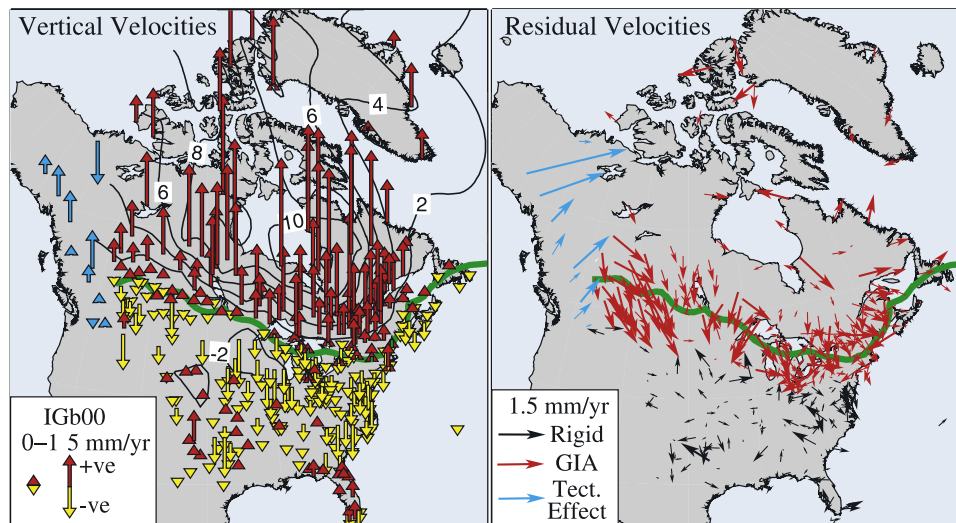 Vertical Velocities
6
4
8
6
2
10
-2
IGb00
0–1 5 mm/yr
+ve
-ve
Residual Velocities
1.5 mm/yr
Rigid
GIA
Tect.
Effect